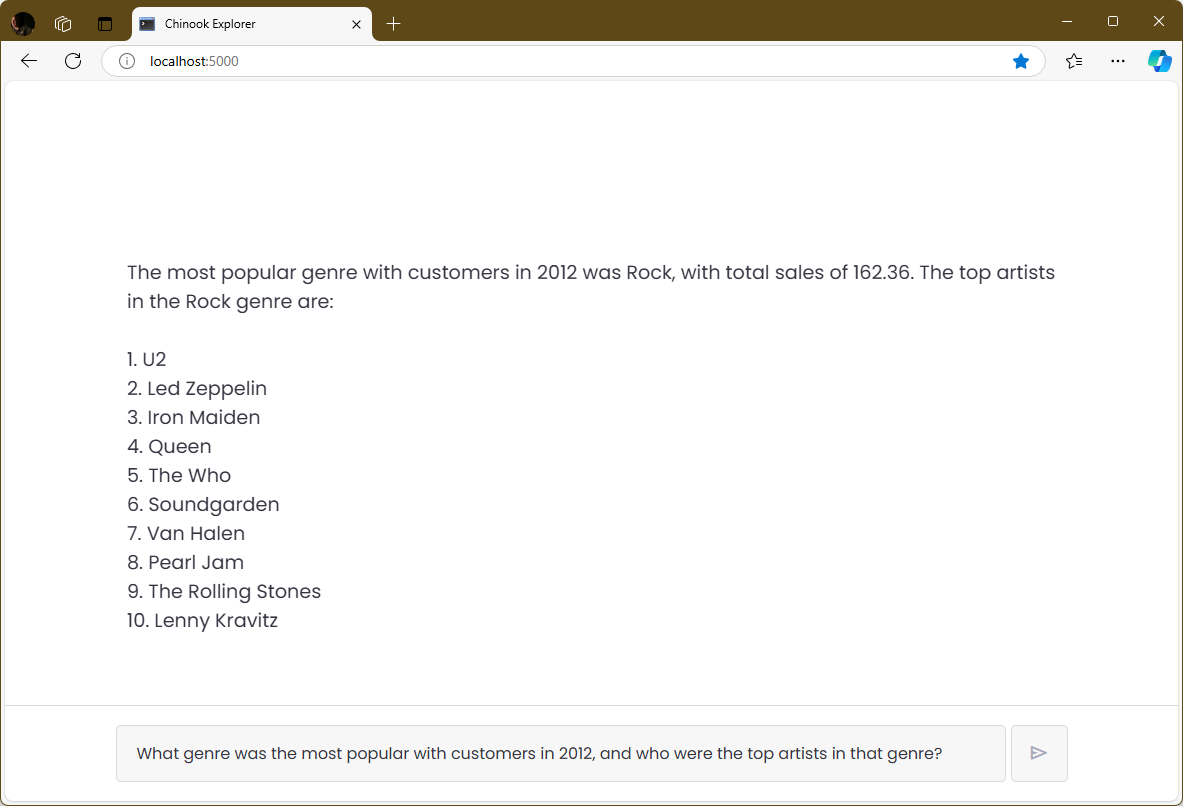 Chinook Explorer
localhost:5000
The most popular genre with customers in 2012 was Rock, with total sales of 162.36. The top artists
in the Rock genre are:
1. U2
2. Led Zeppelin
3. Iron Maiden
4. Queen
5. The Who
6. Soundgarden
7. Van Halen
8. Pearl Jam
9. The Rolling Stones
10. Lenny Kravitz
What genre was the most popular with customers in 2012, and who were the top artists in that genre?